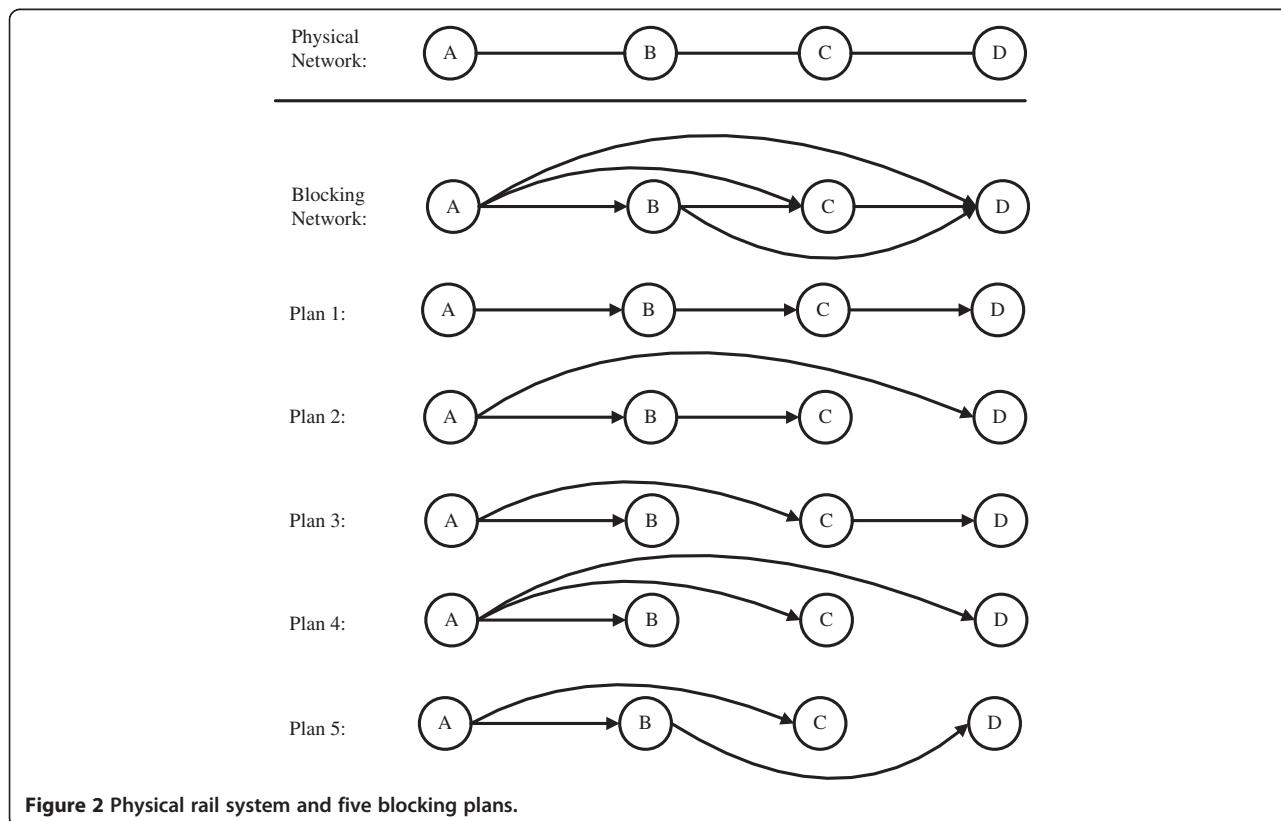 Physical
Network:
A B C D
Blocking
Network:
A B C D
Plan 1:
A B C D
Plan 2:
A B C D
Plan 3:
A B C D
Plan 4:
A B C D
Plan 5:
A B C D
Figure 2 Physical rail system and five blocking plans.